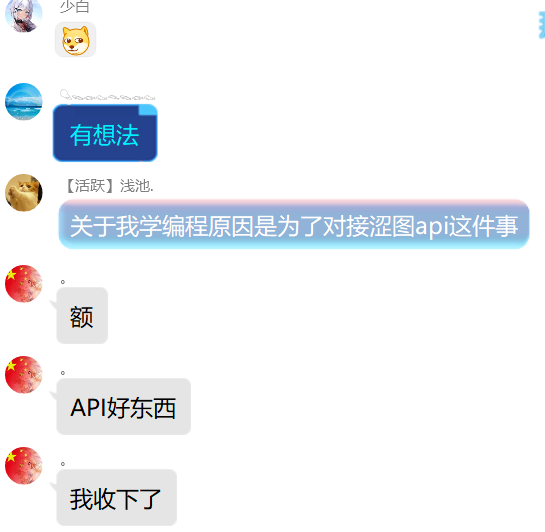 少白
有想法
【活跃】浅池.
关于我学编程原因是为了对接涩图api这件事
。
额
。
API好东西
。
我收下了